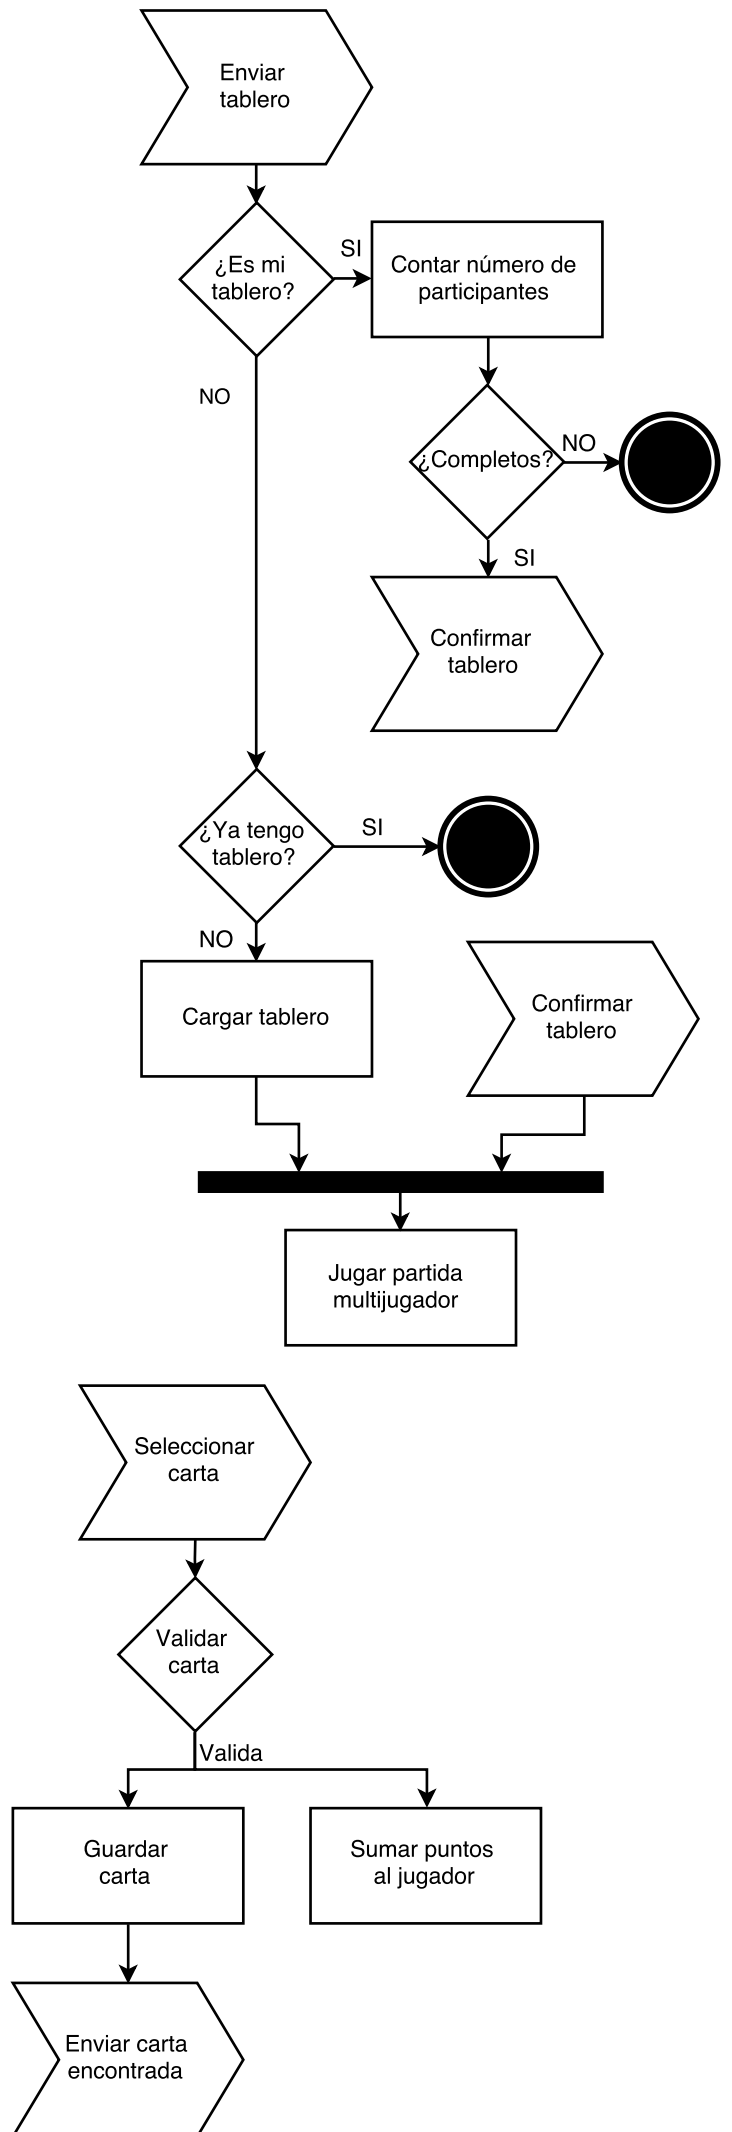 Enviar
tablero
¿Es mi
tablero?
SI
Contar número de
participantes
NO
¿Completos?
NO
SI
Confirmar
tablero
¿Ya tengo
tablero?
SI
NO
Cargar tablero
Confirmar
tablero
Jugar partida
multijugador
Seleccionar
carta
Validar
carta
Valida
Guardar
carta
Sumar puntos
al jugador
Enviar carta
encontrada